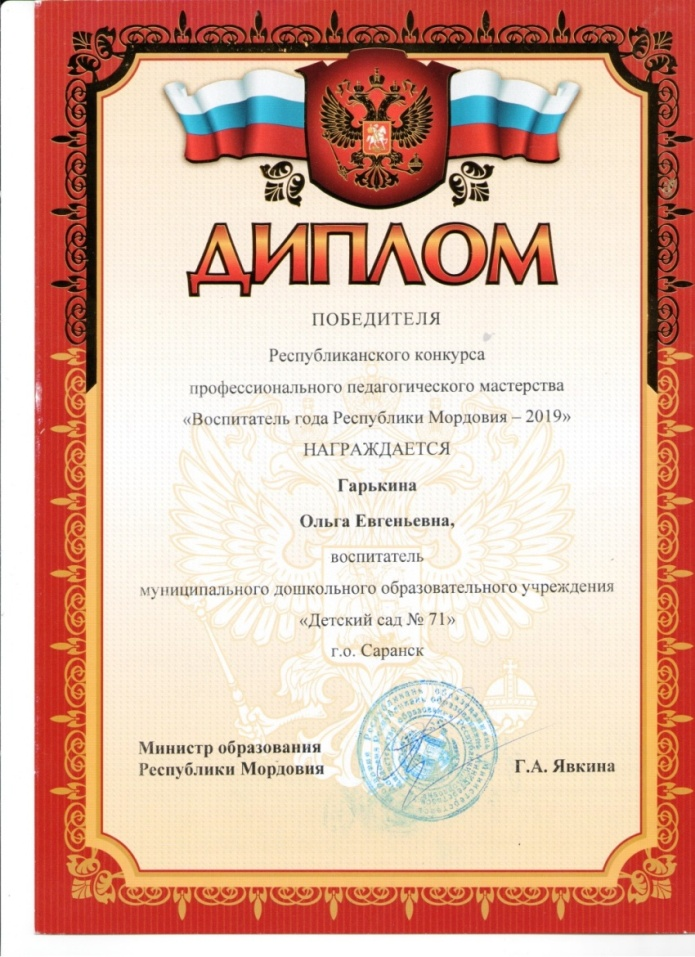 ДИПЛОМ
ПОБЕДИТЕЛЯ
Республиканского конкурса
профессионального педагогического мастерства
«Воспитатель года Республики Мордовия – 2019»
НАГРАЖДАЕТСЯ
Гарькина
Ольга Евгеньевна,
воспитатель
муниципального дошкольного образовательного учреждения
«Детский сад № 71»
г.о. Саранск
Министр образования
Республики Мордовия
Г.А. Явкина